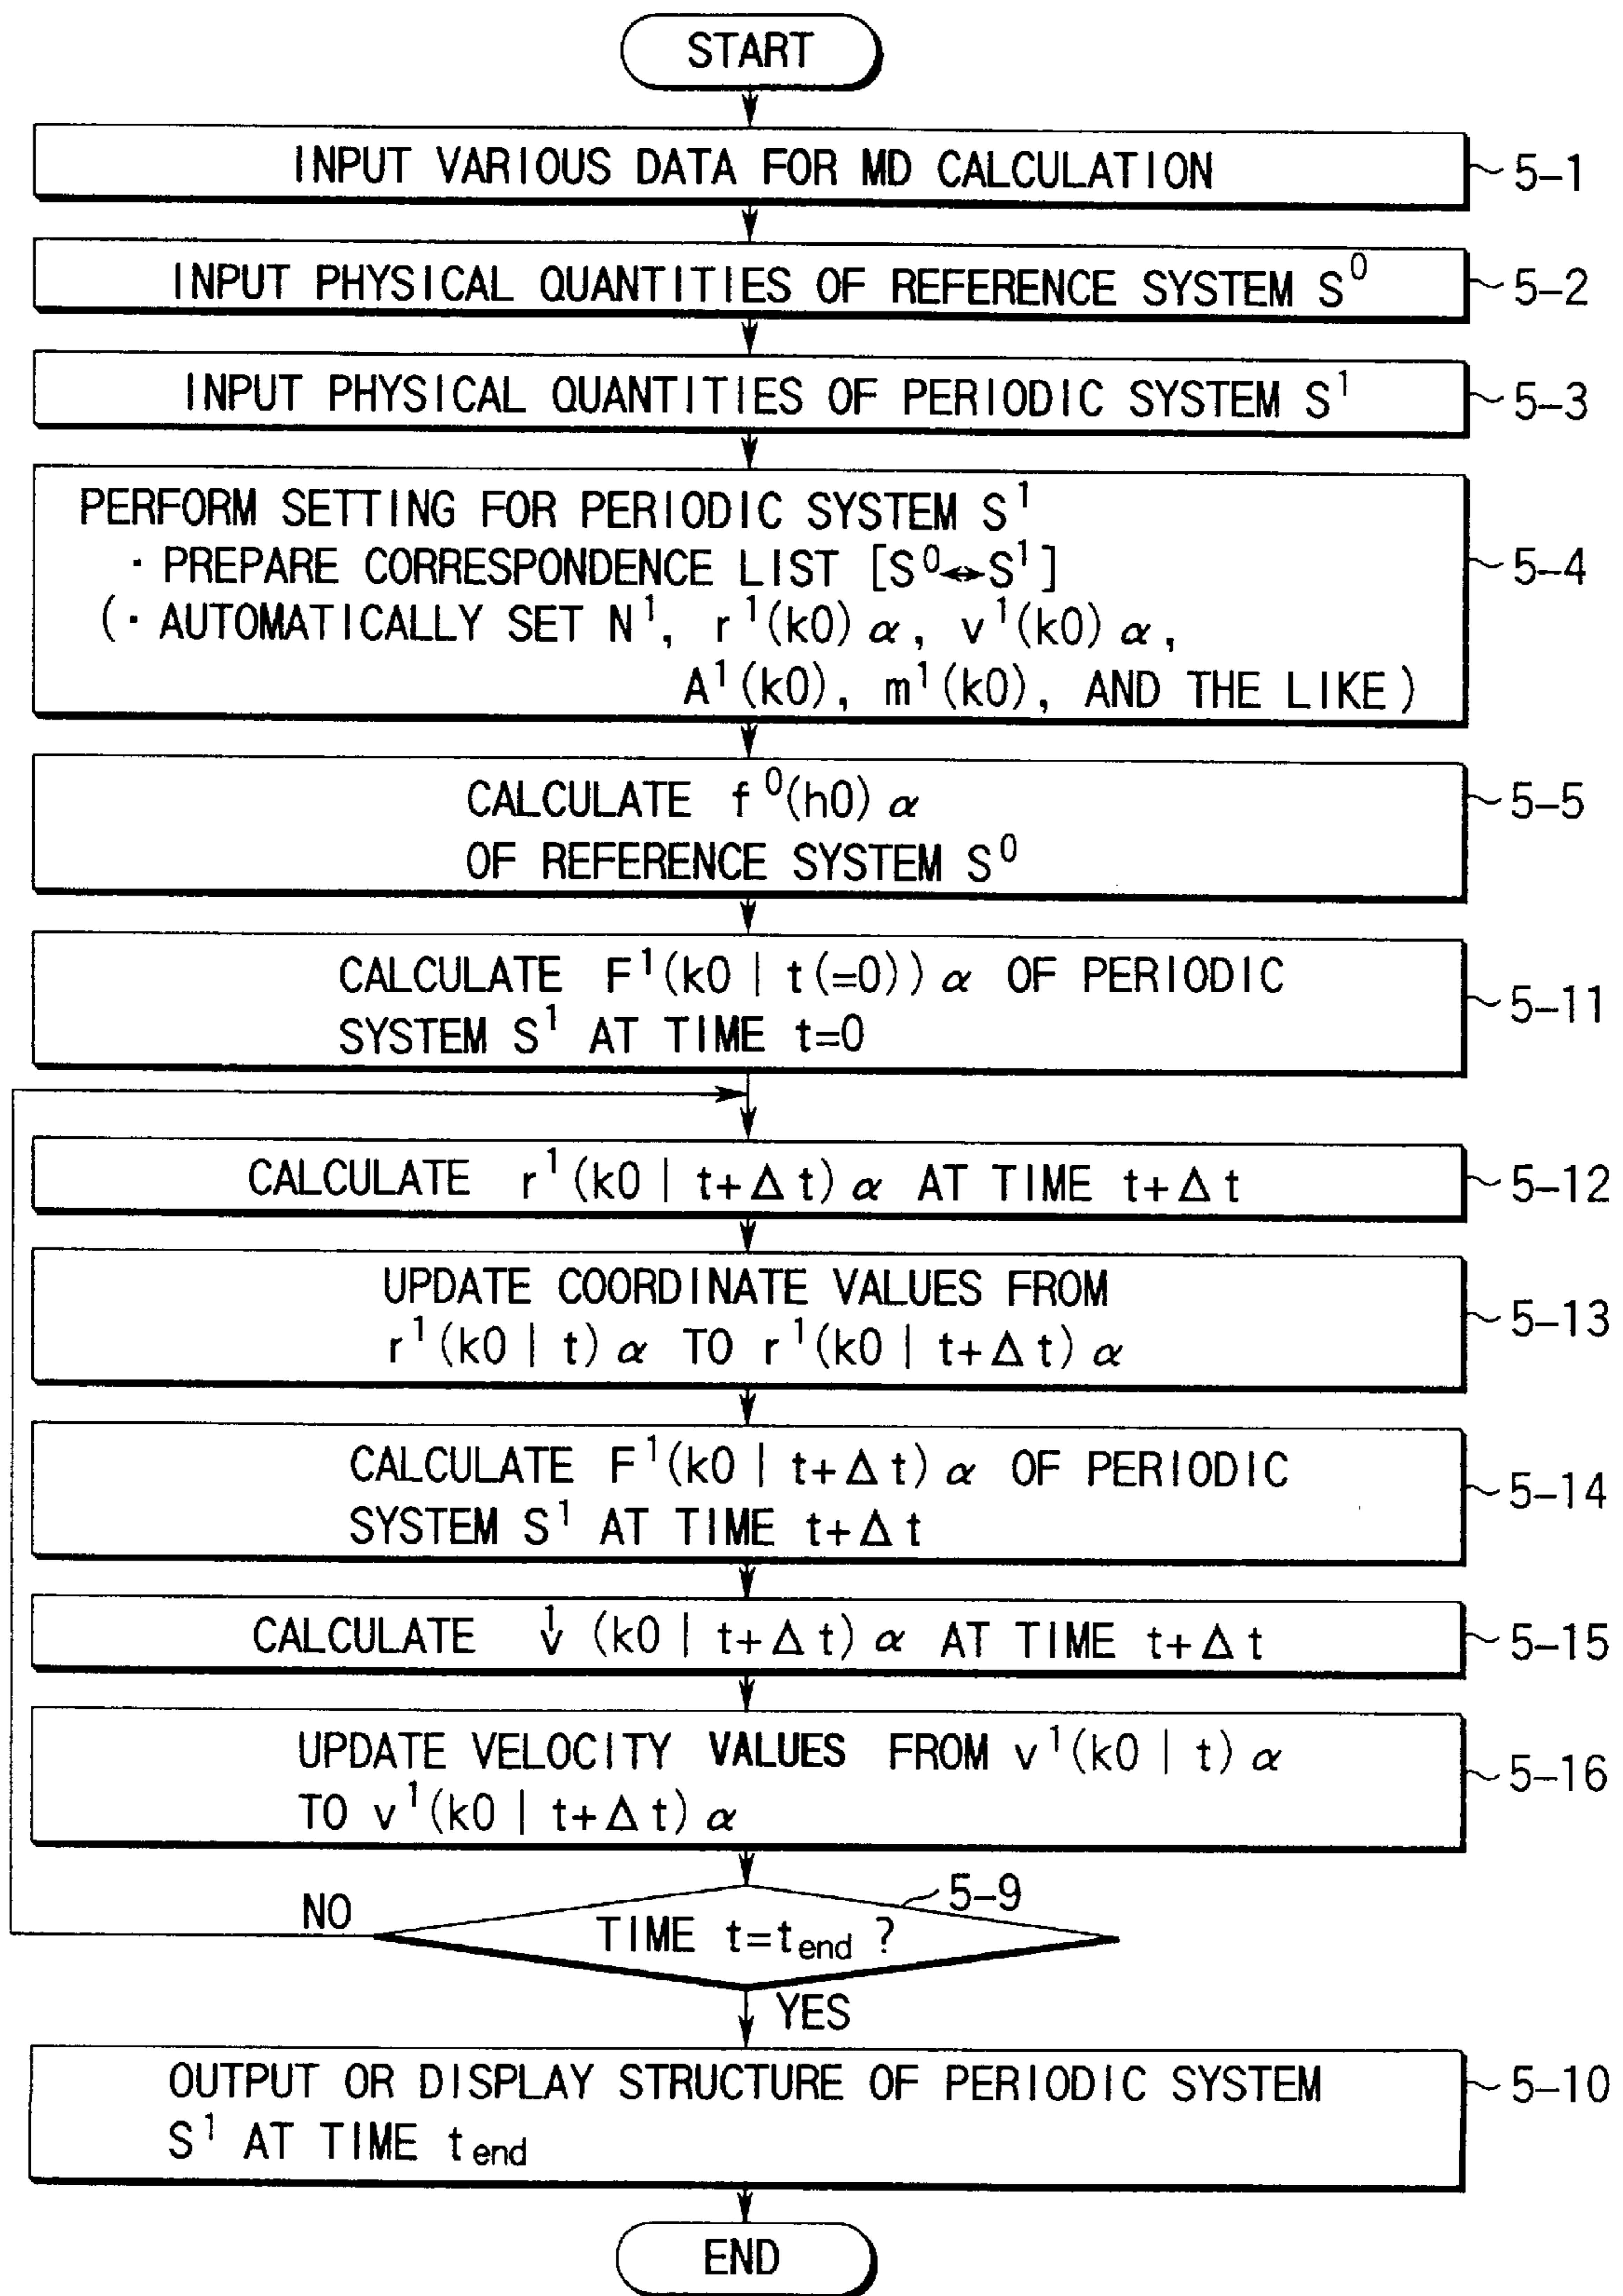 START
INPUT VARIOUS DATA FOR MD CALCULATION
5-1
INPUT PHYSICAL QUANTITIES OF REFERENCE SYSTEM S⁰
5-2
INPUT PHYSICAL QUANTITIES OF PERIODIC SYSTEM S¹
5-3
PERFORM SETTING FOR PERIODIC SYSTEM S¹
· PREPARE CORRESPONDENCE LIST [S⁰↔S¹]
(· AUTOMATICALLY SET N¹, r¹(k0)α, v¹(k0)α,
A¹(k0), m¹(k0), AND THE LIKE)
5-4
CALCULATE f⁰(h0)α
OF REFERENCE SYSTEM S⁰
5-5
CALCULATE F¹(k0 | t(=0))α OF PERIODIC
SYSTEM S¹ AT TIME t=0
5-11
CALCULATE r¹(k0 | t+Δt)α AT TIME t+Δt
5-12
UPDATE COORDINATE VALUES FROM
r¹(k0 | t)α TO r¹(k0 | t+Δt)α
5-13
CALCULATE F¹(k0 | t+Δt)α OF PERIODIC
SYSTEM S¹ AT TIME t+Δt
5-14
CALCULATE v¹(k0 | t+Δt)α AT TIME t+Δt
5-15
UPDATE VELOCITY VALUES FROM v¹(k0 | t)α
TO v¹(k0 | t+Δt)α
5-16
5-9
NO
TIME t=t_end ?
YES
OUTPUT OR DISPLAY STRUCTURE OF PERIODIC SYSTEM
S¹ AT TIME t_end
5-10
END